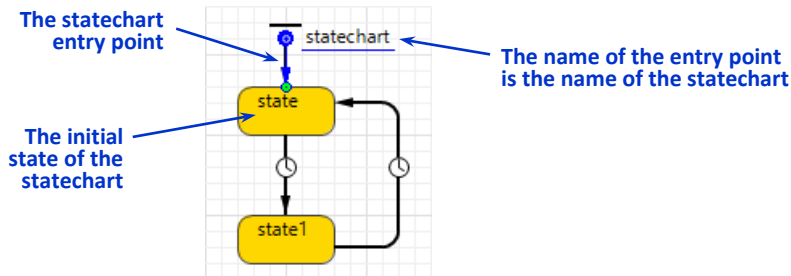 The statechart
entry point
statechart
The name of the entry point
is the name of the statechart
state
The initial
state of the
statechart
state1